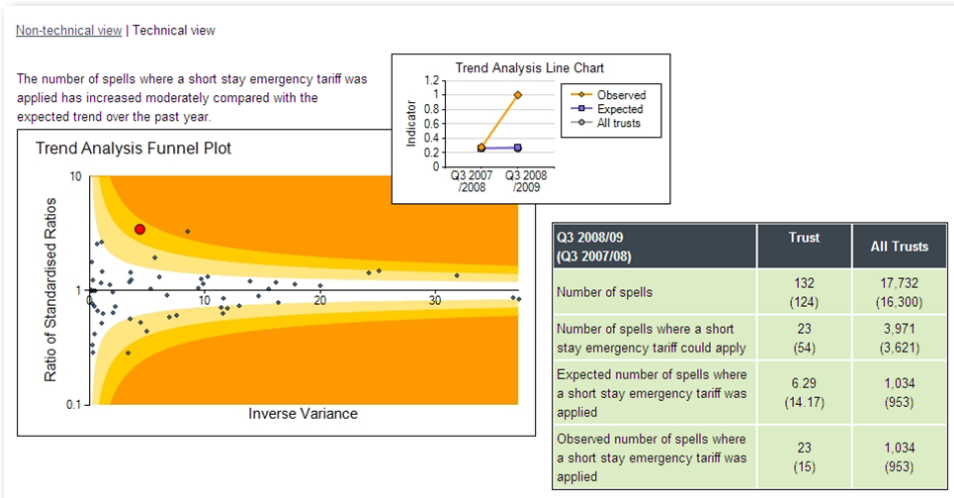 Non-technical view | Technical view
The number of spells where a short stay emergency tariff was
applied has increased moderately compared with the
expected trend over the past year.
Trend Analysis Line Chart
Indicator
1.2
1
0.8
0.6
0.4
0.2
0
Q3 2007
/2008
Q3 2008
/2009
Observed
Expected
All trusts
Trend Analysis Funnel Plot
Ratio of Standardised Ratios
10
1
0.1
0
10
20
30
Inverse Variance
Q3 2008/09
(Q3 2007/08)
Trust
All Trusts
Number of spells
132
(124)
17,732
(16,300)
Number of spells where a short
stay emergency tariff could apply
23
(54)
3,971
(3,621)
Expected number of spells where
a short stay emergency tariff was
applied
6.29
(14.17)
1,034
(953)
Observed number of spells where
a short stay emergency tariff was
applied
23
(15)
1,034
(953)